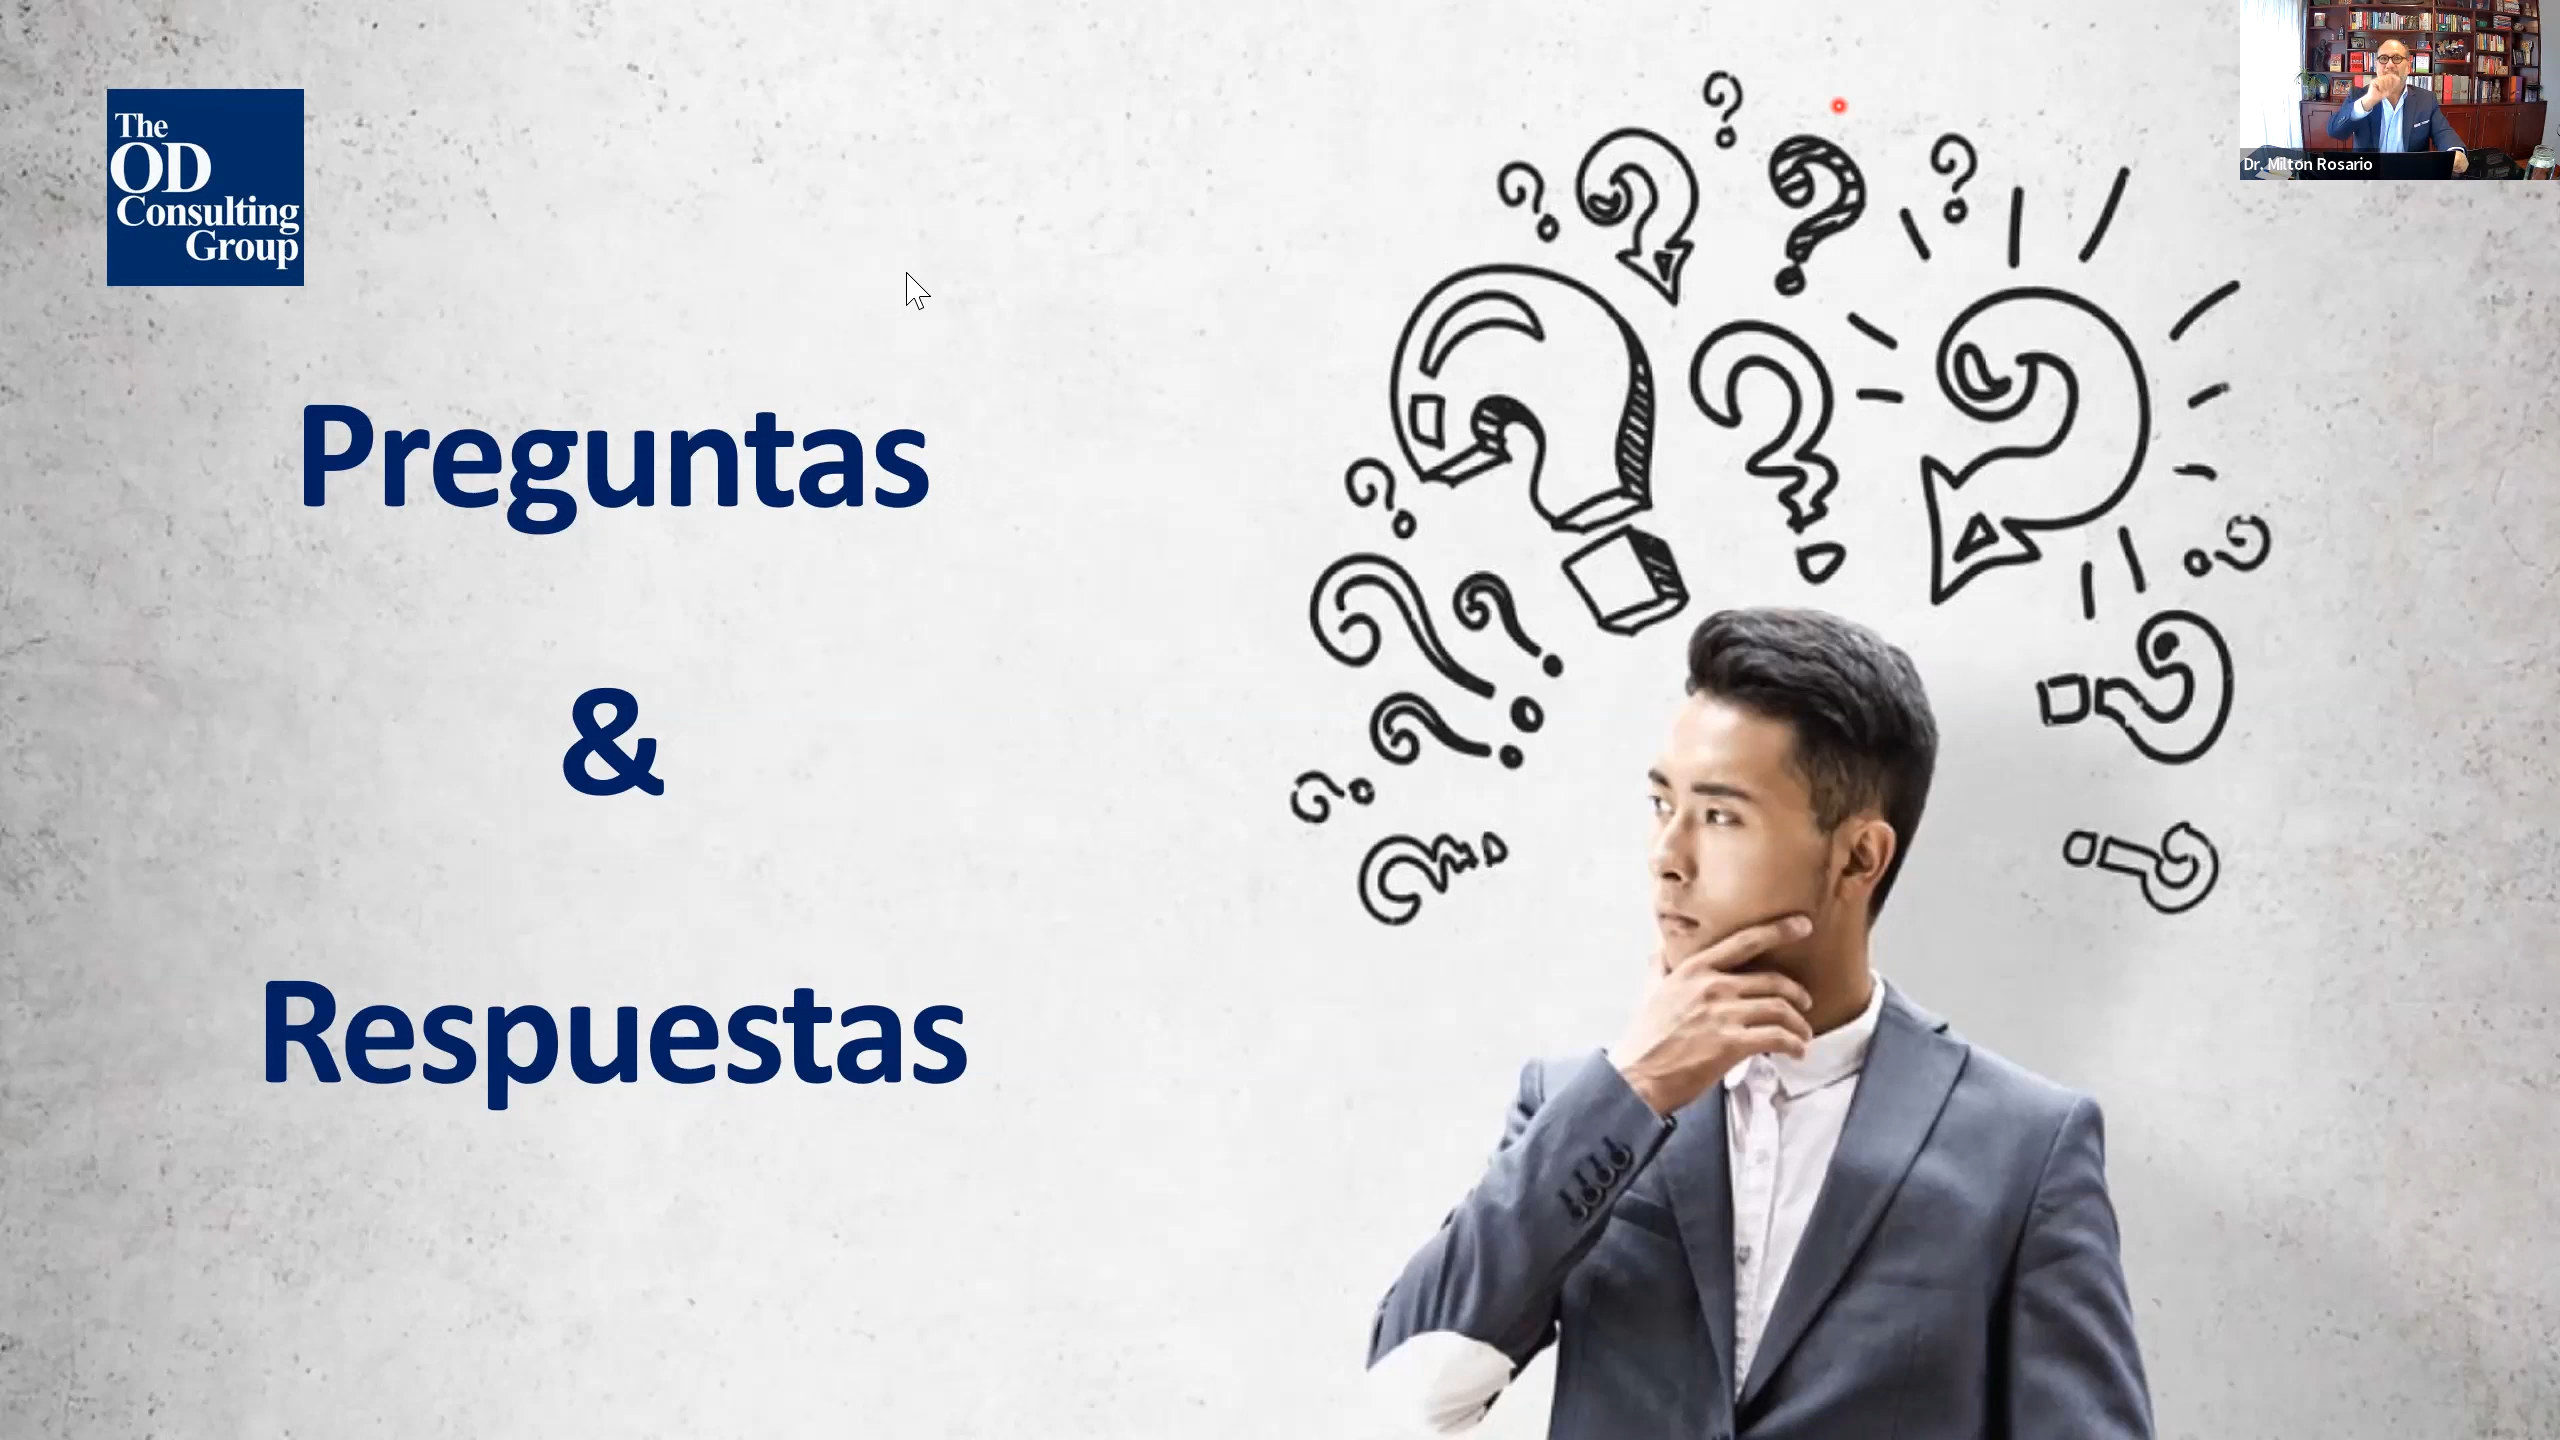 The
OD
Consulting
Group
Dr. Milton Rosario
Preguntas
&
Respuestas